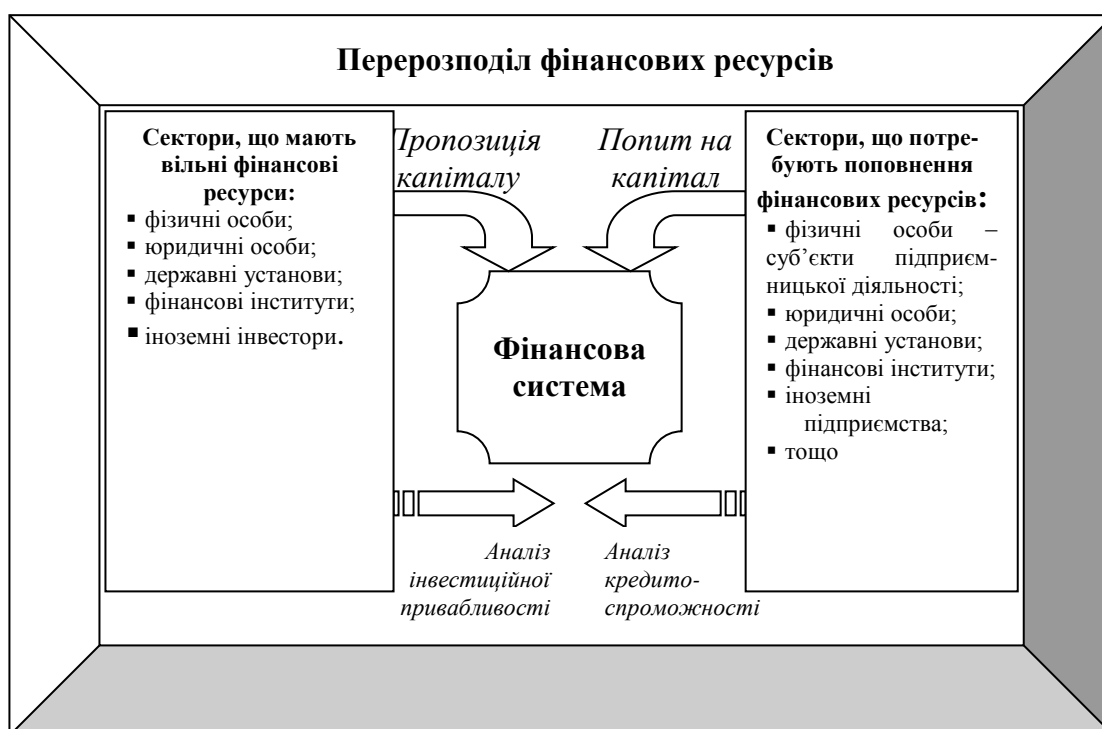 Перерозподіл фінансових ресурсів
Сектори, що мають
вільні фінансові
ресурси:
▪ фізичні особи;
▪ юридичні особи;
▪ державні установи;
▪ фінансові інститути;
▪ іноземні інвестори.
Пропозиція
капіталу
Попит на
капітал
Фінансова
система
Аналіз
інвестиційної
привабливості
Аналіз
кредито-
спроможності
Сектори, що потре-
бують поповнення
фінансових ресурсів:
▪ фізичні особи –
суб’єкти підприєм-
ницької діяльності;
▪ юридичні особи;
▪ державні установи;
▪ фінансові інститути;
▪ іноземні
підприємства;
▪ тощо